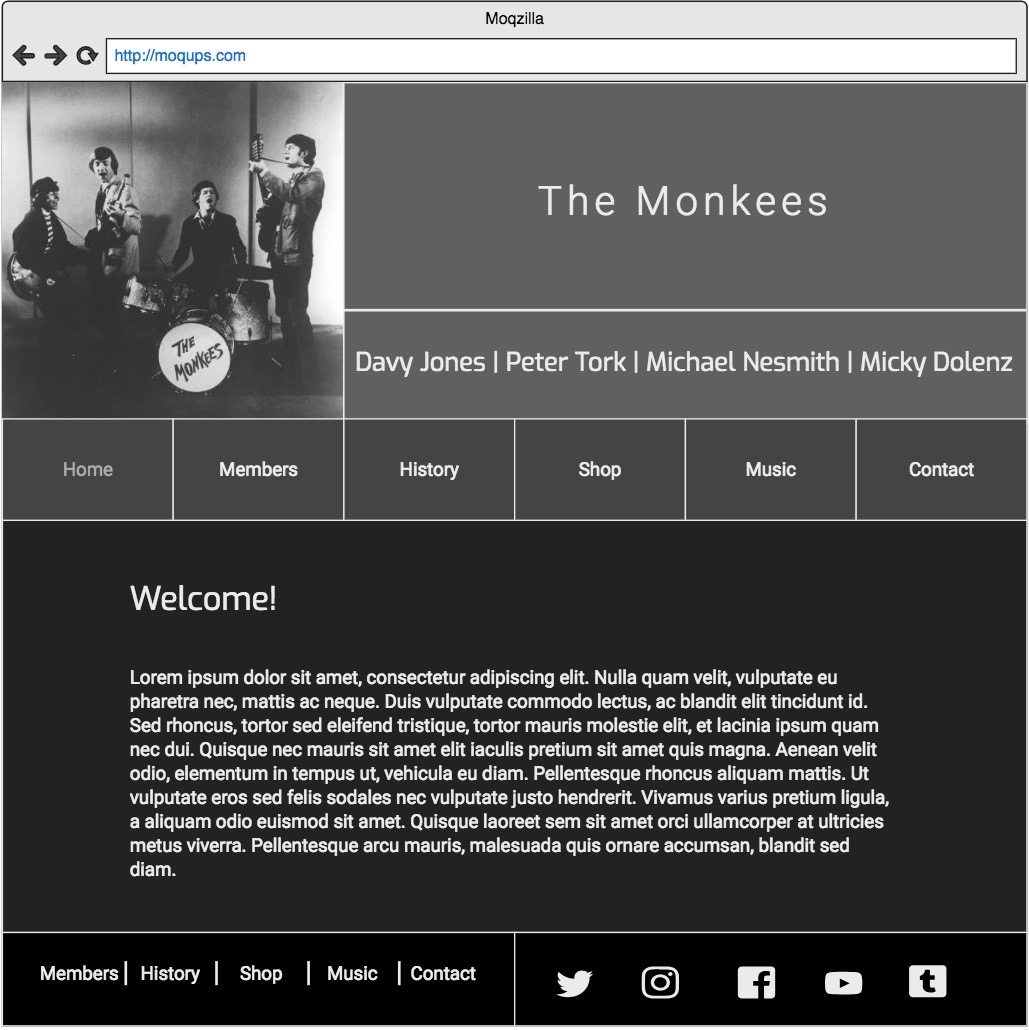 Moqzilla
http://moqups.com
THE
MONKEES
The Monkees
Davy Jones | Peter Tork | Michael Nesmith | Micky Dolenz
Home
Members
History
Shop
Music
Contact
Welcome!
Lorem ipsum dolor sit amet, consectetur adipiscing elit. Nulla quam velit, vulputate eu
pharetra nec, mattis ac neque. Duis vulputate commodo lectus, ac blandit elit tincidunt id.
Sed rhoncus, tortor sed eleifend tristique, tortor mauris molestie elit, et lacinia ipsum quam
nec dui. Quisque nec mauris sit amet elit iaculis pretium sit amet quis magna. Aenean velit
odio, elementum in tempus ut, vehicula eu diam. Pellentesque rhoncus aliquam mattis. Ut
vulputate eros sed felis sodales nec vulputate justo hendrerit. Vivamus varius pretium ligula,
a aliquam odio euismod sit amet. Quisque laoreet sem sit amet orci ullamcorper at ultricies
metus viverra. Pellentesque arcu mauris, malesuada quis ornare accumsan, blandit sed
diam.
Members | History | Shop | Music | Contact